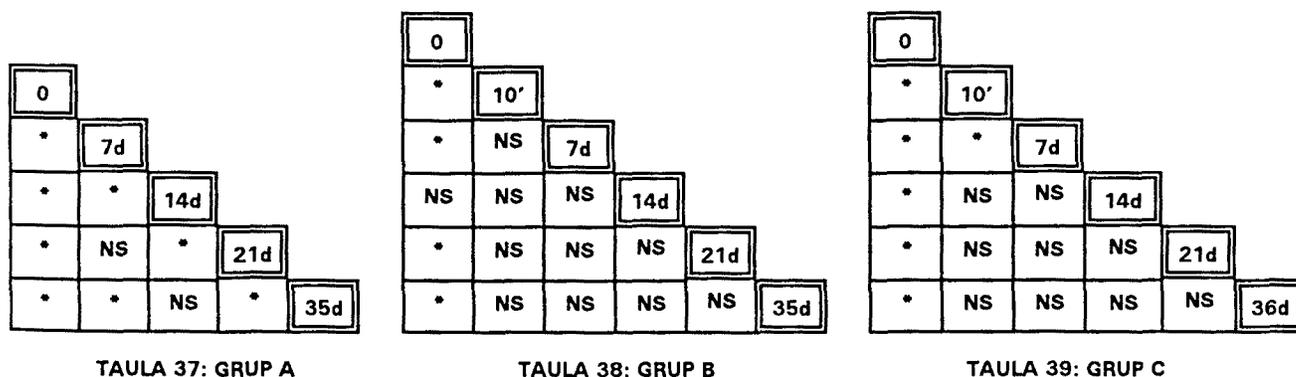 0
* 7d
* * 14d
* NS * 21d
* * NS * 35d
TAULA 37: GRUP A
0
* 10'
* NS 7d
NS NS NS 14d
* NS NS NS 21d
* NS NS NS NS 35d
TAULA 38: GRUP B
0
* 10'
* * 7d
* NS NS 14d
* NS NS NS 21d
* NS NS NS NS 36d
TAULA 39: GRUP C